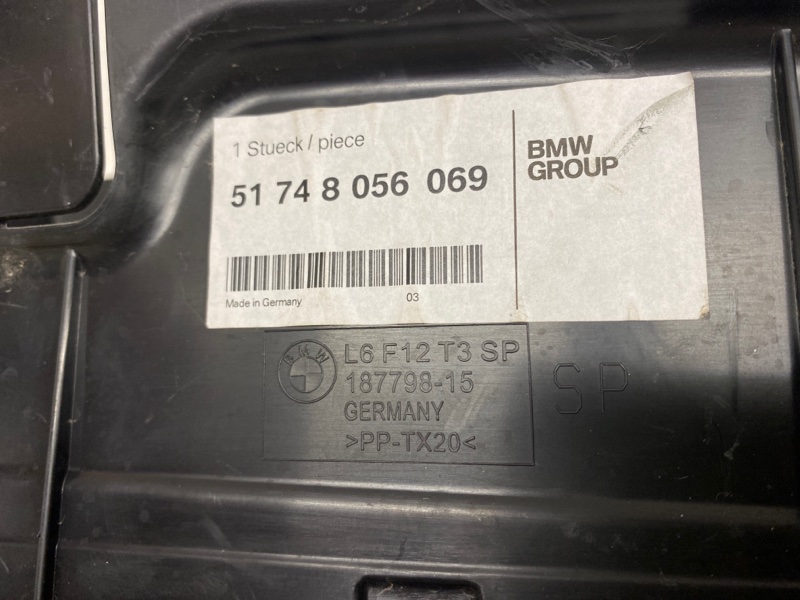 1 Stueck / piece
51 74 8 056 069
Made in Germany
03
BMW
GROUP
BMW
L6 F12 T3 SP
187798-15
GERMANY
>PP-TX20<
SP